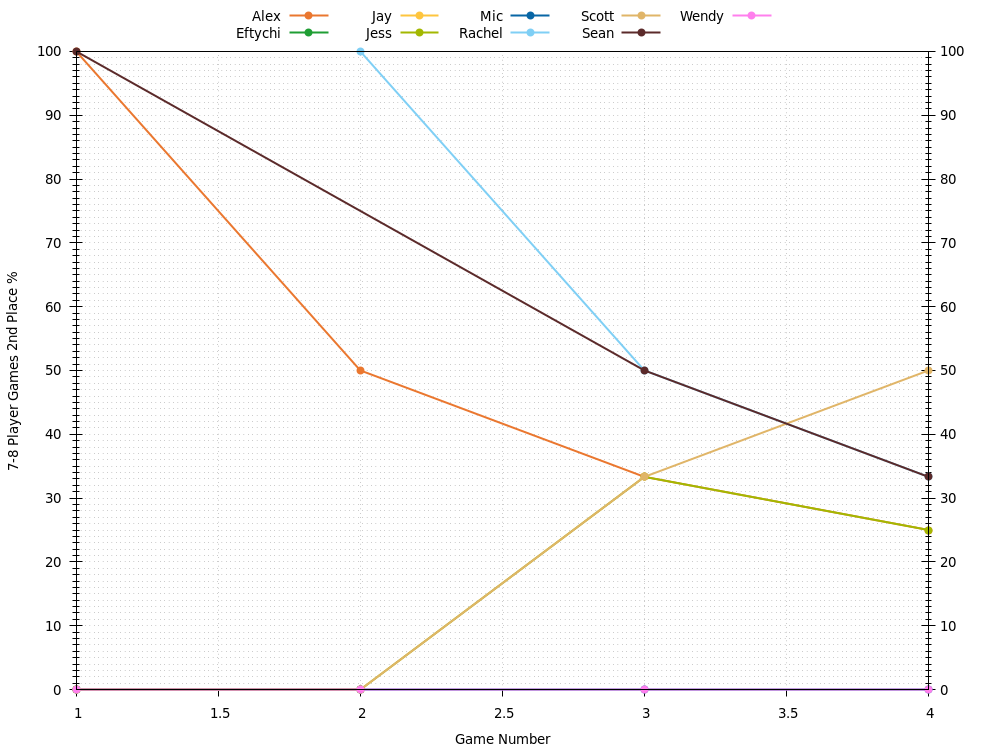 Alex Jay Mic Scott Wendy
Eftychi Jess Rachel Sean
100 100
90 90
80 80
70 70
60 60
50 50
40 40
30 30
20 20
10 10
0 0
7-8 Player Games 2nd Place %
1 1.5 2 2.5 3 3.5 4
Game Number